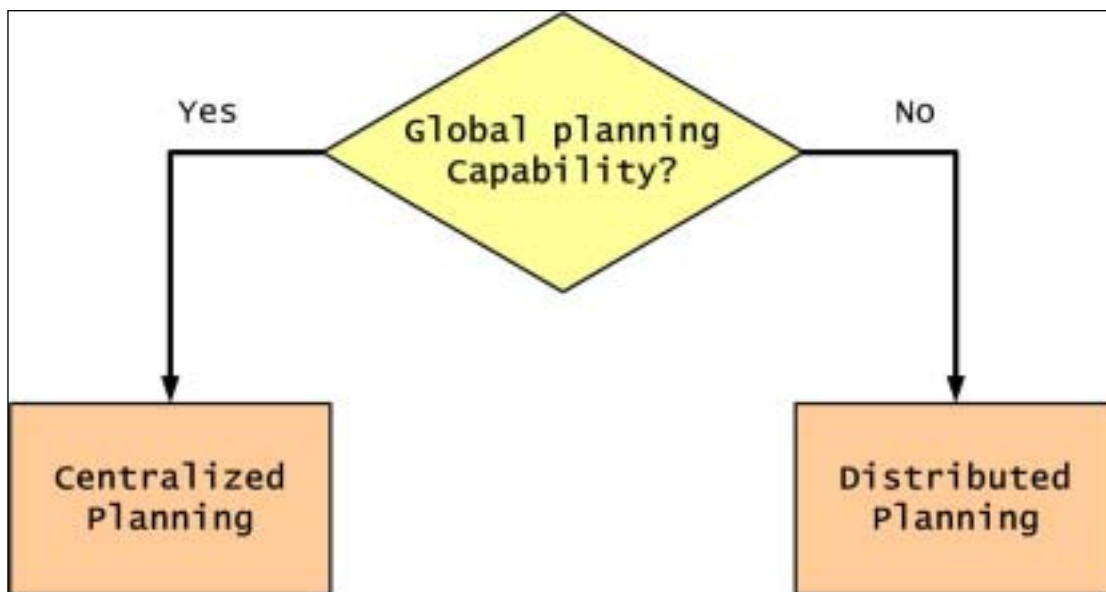 Yes
No
Global planning
Capability?
Centralized
Planning
Distributed
Planning